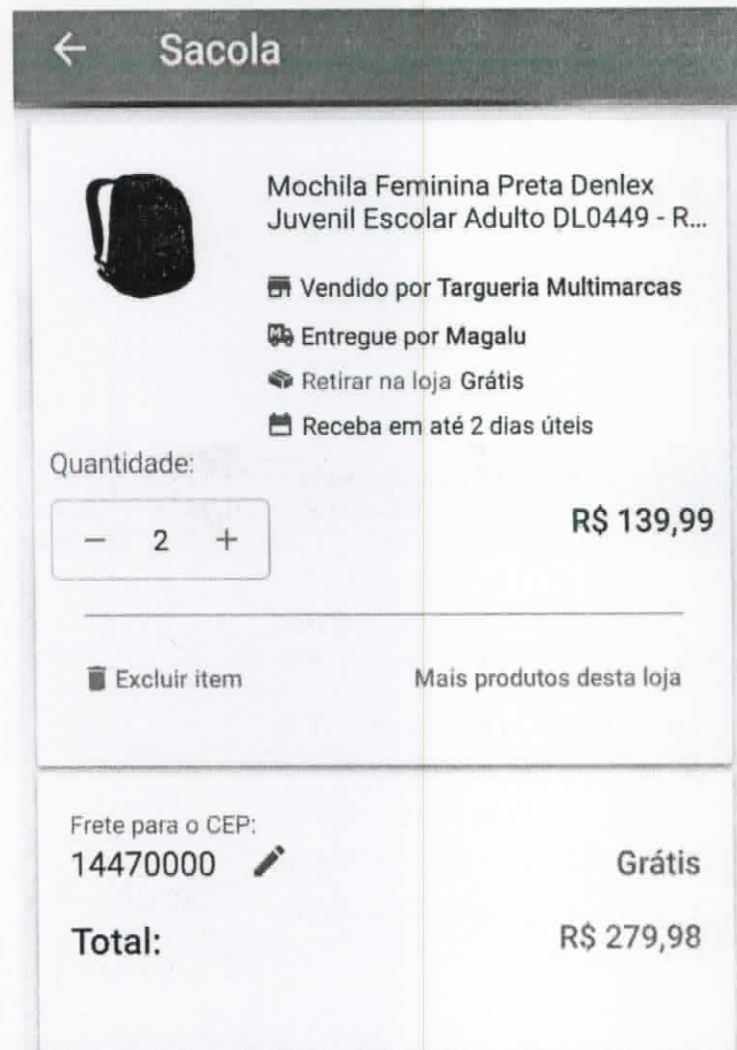 Sacola
Mochila Feminina Preta Denlex
Juvenil Escolar Adulto DL0449 - R...
Vendido por Targueria Multimarcas
Entregue por Magalu
Retirar na loja Grátis
Receba em até 2 dias úteis
Quantidade:
− 2 +
R$ 139,99
Excluir item
Mais produtos desta loja
Frete para o CEP:
14470000
Grátis
Total:
R$ 279,98